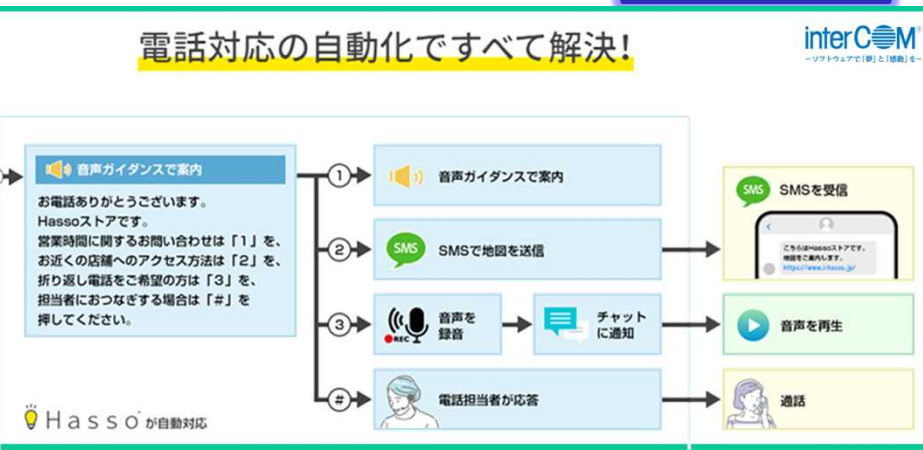 電話対応の自動化ですべて解決!
interCOM
ーソフトウェアで「夢」と「感動」をー
音声ガイダンスで案内
お電話ありがとうございます。
Hassoストアです。
営業時間に関するお問い合わせは「1」を、
お近くの店舗へのアクセス方法は「2」を、
折り返し電話をご希望の方は「3」を、
担当者におつなぎする場合は「#」を
押してください。
Hassoが自動対応
1
音声ガイダンスで案内
2
SMS
SMSで地図を送信
3
REC
音声を
録音
チャット
に通知
#
電話担当者が応答
SMS
SMSを受信
こちらはHassoストアです。
地図をご案内します。
https://www.i-hasso.jp/
音声を再生
通話